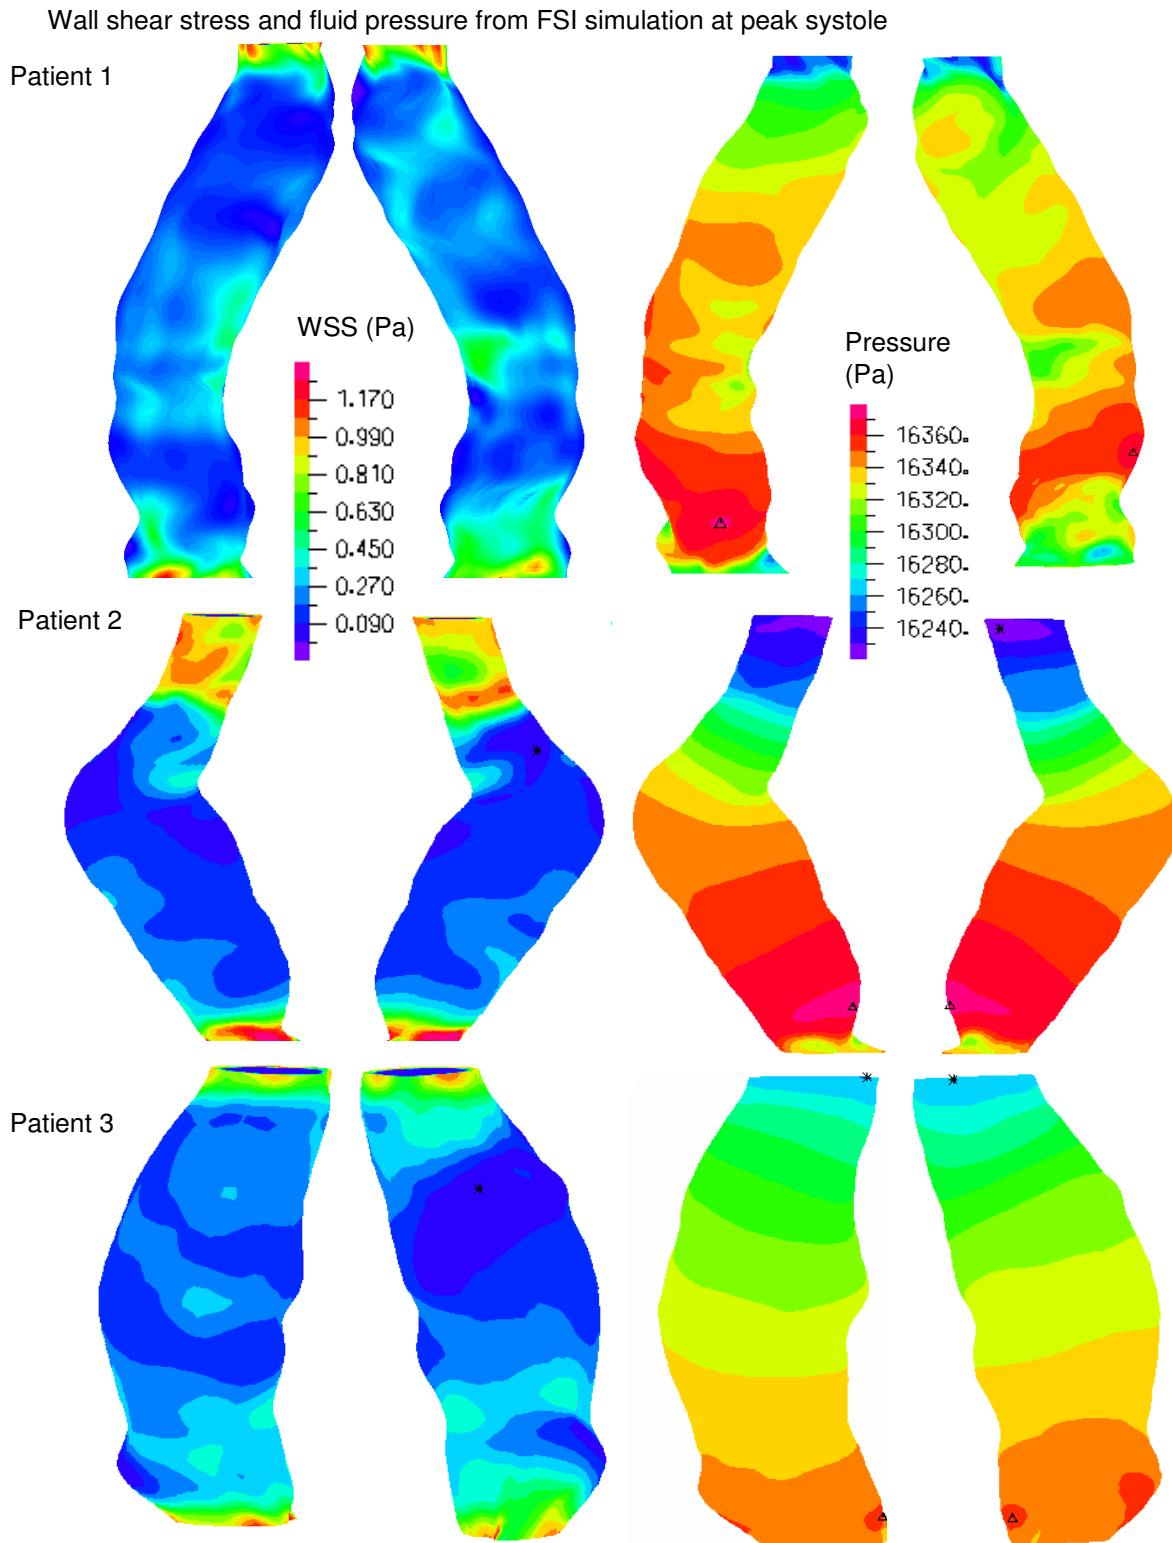 Wall shear stress and fluid pressure from FSI simulation at peak systole
Patient 1
WSS (Pa)
1.170
0.990
0.810
0.630
0.450
0.270
0.090
Pressure
(Pa)
16360.
16340.
16320.
16300.
16280.
16260.
16240.
Patient 2
Patient 3